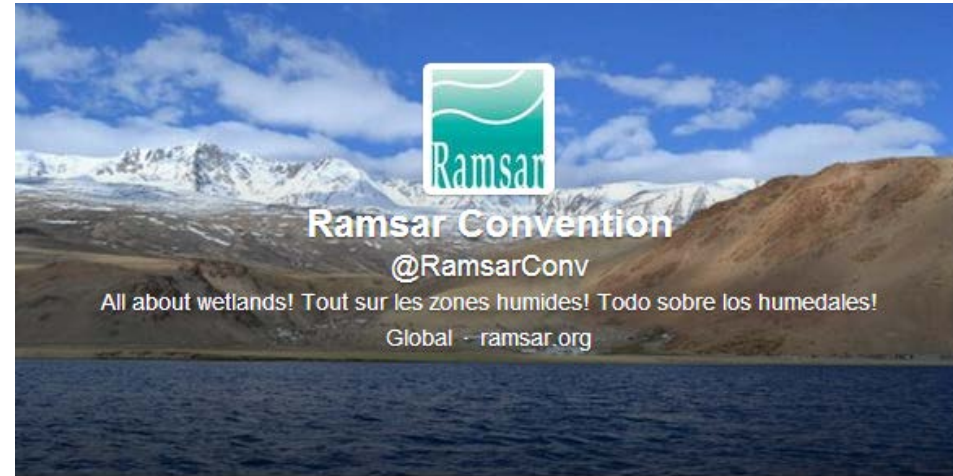 Ramsar
Ramsar Convention
@RamsarConv
All about wetlands! Tout sur les zones humides! Todo sobre los humedales!
Global · ramsar.org